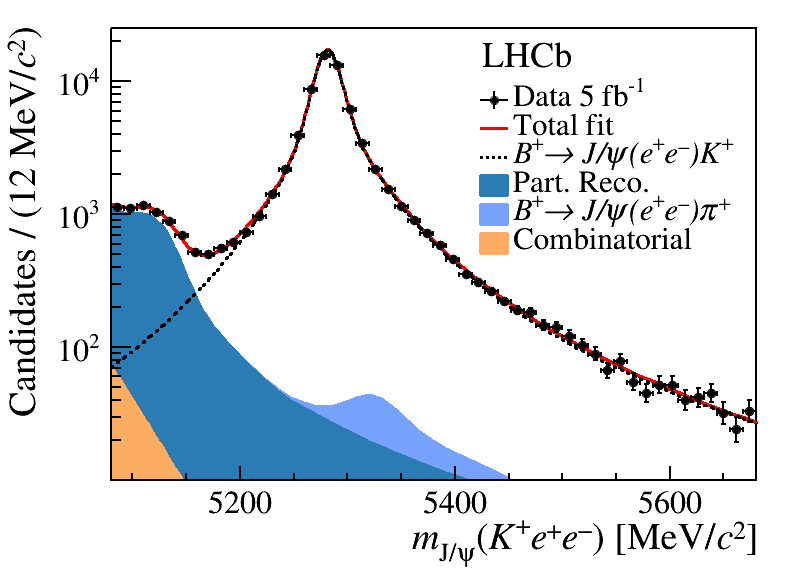 LHCb
Data 5 fb⁻¹
Total fit
B⁺→ J/ψ(e⁺e⁻)K⁺
Part. Reco.
B⁺→ J/ψ(e⁺e⁻)π⁺
Combinatorial
Candidates / (12 MeV/c²)
10⁴
10³
10²
5200 5400 5600
m_J/ψ(K⁺e⁺e⁻) [MeV/c²]